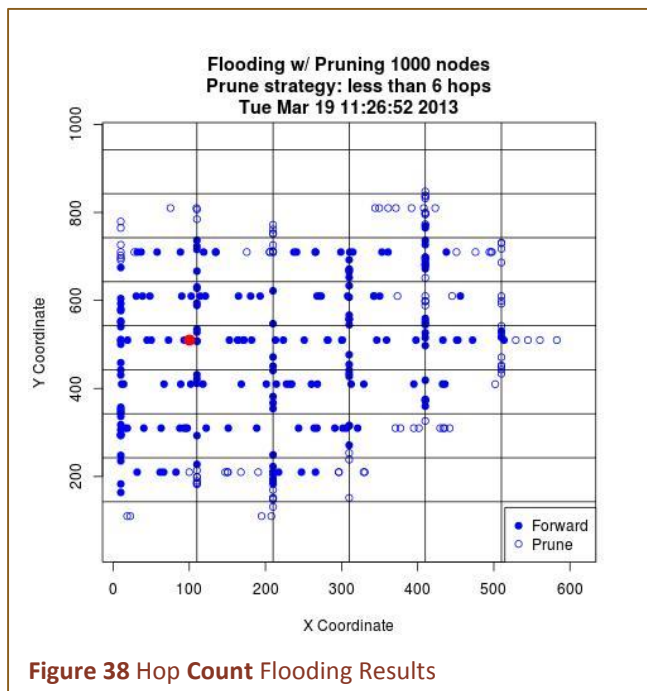 Flooding w/ Pruning 1000 nodes
Prune strategy: less than 6 hops
Tue Mar 19 11:26:52 2013
1000
800
600
400
200
Y Coordinate
0 100 200 300 400 500 600
X Coordinate
Forward
Prune
Figure 38 Hop Count Flooding Results